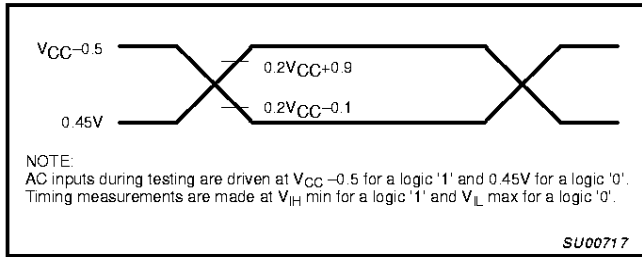 VCC–0.5
0.2VCC+0.9
0.2VCC–0.1
0.45V
NOTE:
AC inputs during testing are driven at VCC –0.5 for a logic '1' and 0.45V for a logic '0'.
Timing measurements are made at VIH min for a logic '1' and VIL max for a logic '0'.
SU00717